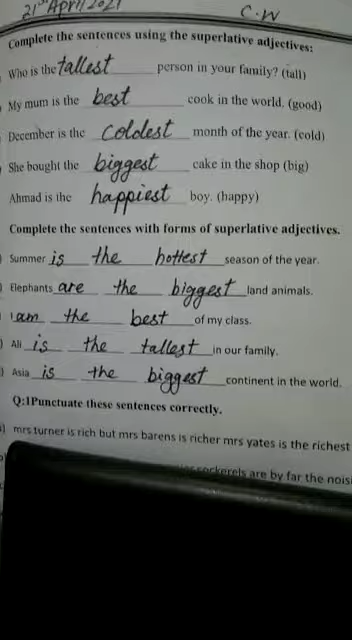 21st April 2021 C.W
Complete the sentences using the superlative adjectives:
Who is the tallest person in your family? (tall)
My mum is the best cook in the world. (good)
December is the coldest month of the year. (cold)
She bought the biggest cake in the shop (big)
Ahmad is the happiest boy. (happy)
Complete the sentences with forms of superlative adjectives.
Summer is the hottest season of the year.
Elephants are the biggest land animals.
I am the best of my class.
Ali is the tallest in our family.
Asia is the biggest continent in the world.
Q:1Punctuate these sentences correctly.
mrs turner is rich but mrs barens is richer mrs yates is the richest
cockerels are by far the nois